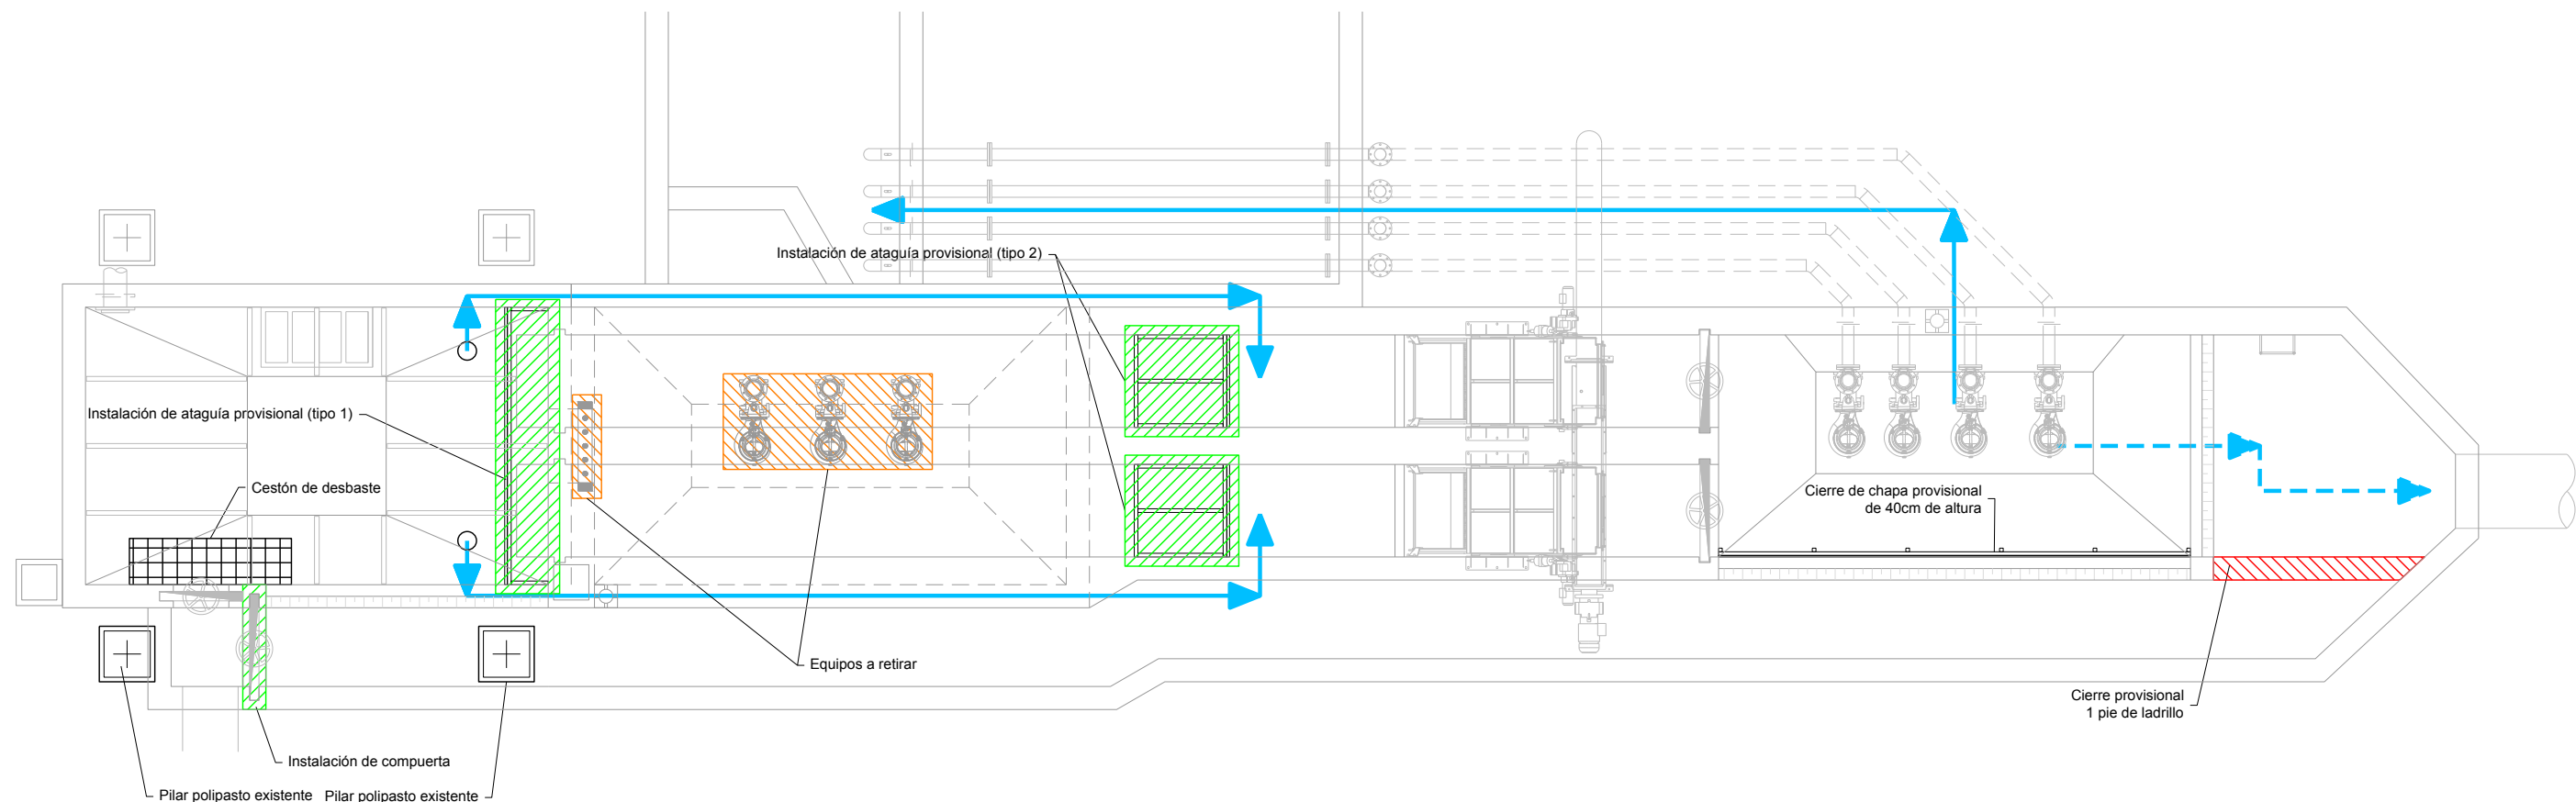 Instalación de ataguía provisional (tipo 2)
Instalación de ataguía provisional (tipo 1)
Cestón de desbaste
Cierre de chapa provisional
de 40cm de altura
Equipos a retirar
Cierre provisional
1 pie de ladrillo
Instalación de compuerta
Pilar polipasto existente
Pilar polipasto existente